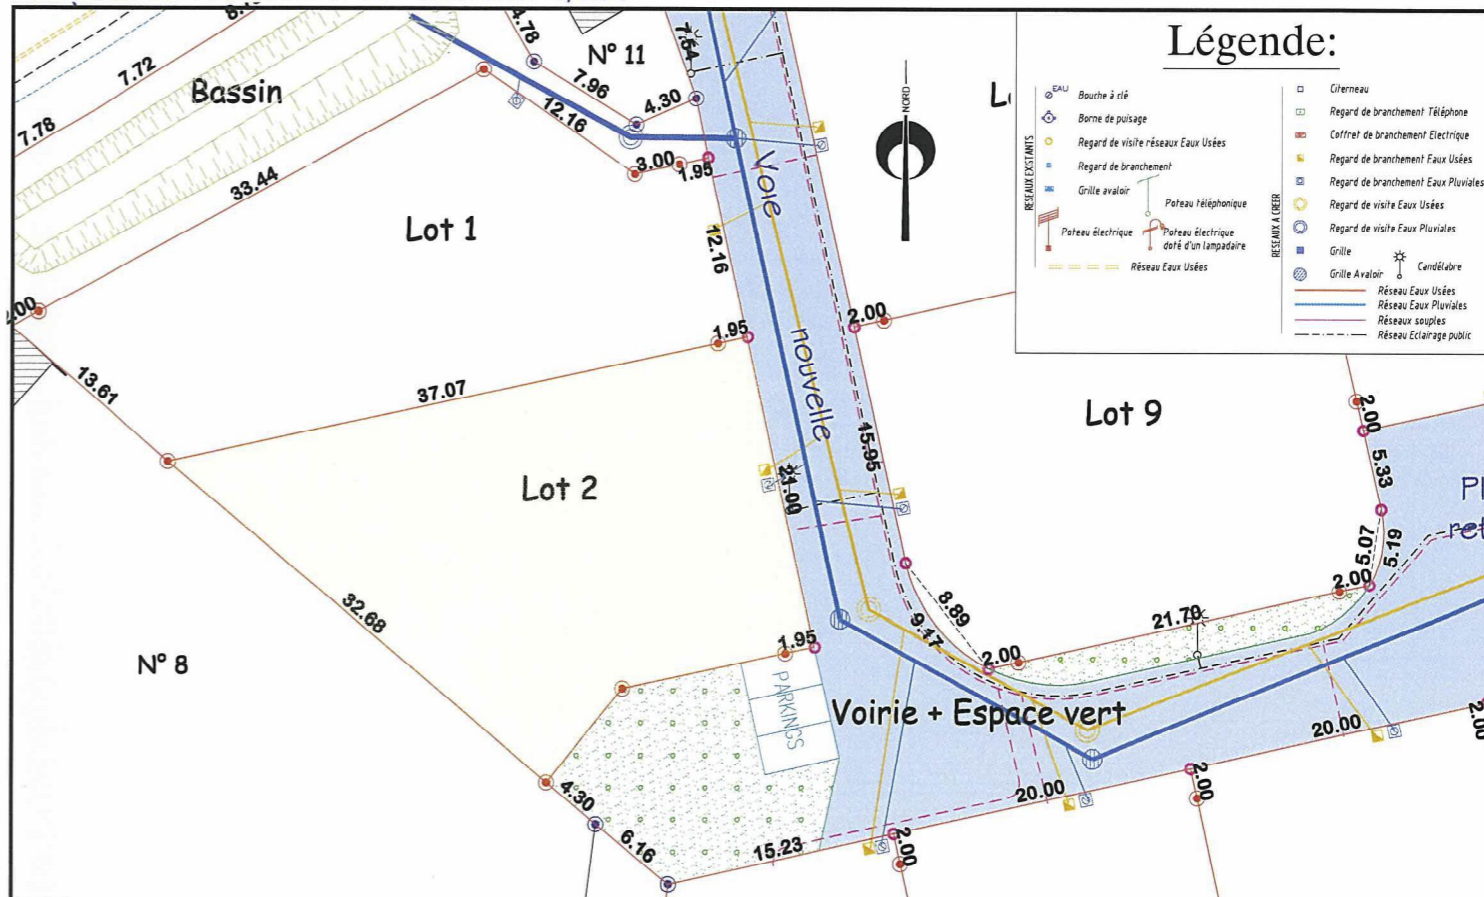 Légende:
RESEAUX EXISTANTS
EAU
Bouche à clé
Borne de puisage
Regard de visite réseaux Eaux Usées
Regard de branchement
Grille avaloir
Poteau téléphonique
Poteau électrique
Poteau électrique
doté d'un lampadaire
Réseau Eaux Usées
RESEAUX A CREER
Citerneau
Regard de branchement Téléphone
Coffret de branchement Electrique
Regard de branchement Eaux Usées
Regard de branchement Eaux Pluviales
Regard de visite Eaux Usées
Regard de visite Eaux Pluviales
Grille
Grille Avaloir
Candélabre
Réseau Eaux Usées
Réseau Eaux Pluviales
Réseaux souples
Réseau Eclairage public
NORD
4.78
7.54
N° 11
7.72
7.96
Bassin
4.30
7.78
12.16
3.00
1.95
33.44
Voie
Lot 1
12.16
2.00
1.95
nouvelle
13.61
37.07
Lot 9
2.00
5.33
15.95
Lot 2
21.00
5.07
5.19
2.00
8.89
32.68
9.17
21.70
1.95
2.00
N° 8
PARKINGS
Voirie + Espace vert
20.00
2.00
4.30
20.00
2.00
6.16
15.23
2.00